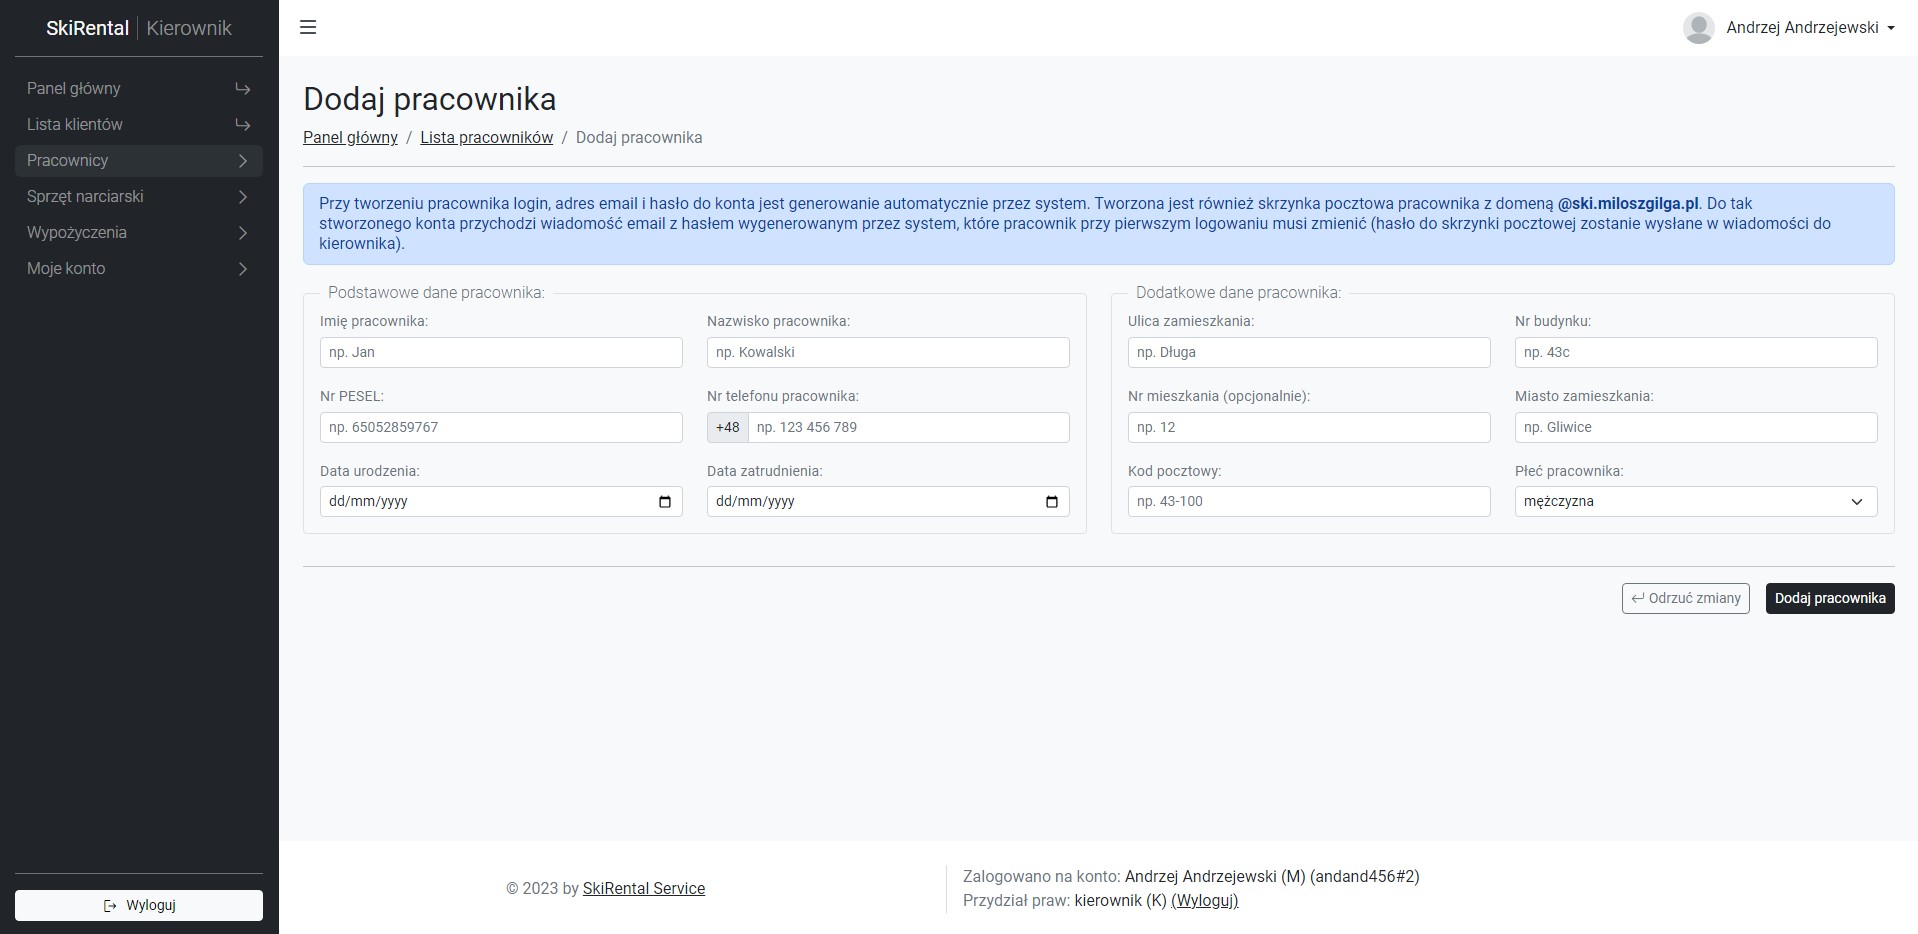 SkiRental | Kierownik
Panel główny
Lista klientów
Pracownicy
Sprzęt narciarski
Wypożyczenia
Moje konto
Wyloguj
Andrzej Andrzejewski
Dodaj pracownika
Panel główny / Lista pracowników / Dodaj pracownika
Przy tworzeniu pracownika login, adres email i hasło do konta jest generowanie automatycznie przez system. Tworzona jest również skrzynka pocztowa pracownika z domeną @ski.miloszgilga.pl. Do tak
stworzonego konta przychodzi wiadomość email z hasłem wygenerowanym przez system, które pracownik przy pierwszym logowaniu musi zmienić (hasło do skrzynki pocztowej zostanie wysłane w wiadomości do
kierownika).
Podstawowe dane pracownika:
Imię pracownika: Nazwisko pracownika:
np. Jan np. Kowalski
Nr PESEL: Nr telefonu pracownika:
np. 65052859767 +48 np. 123 456 789
Data urodzenia: Data zatrudnienia:
dd/mm/yyyy dd/mm/yyyy
Dodatkowe dane pracownika:
Ulica zamieszkania: Nr budynku:
np. Długa np. 43c
Nr mieszkania (opcjonalnie): Miasto zamieszkania:
np. 12 np. Gliwice
Kod pocztowy: Płeć pracownika:
np. 43-100 mężczyzna
Odrzuć zmiany Dodaj pracownika
© 2023 by SkiRental Service
Zalogowano na konto: Andrzej Andrzejewski (M) (andand456#2)
Przydział praw: kierownik (K) (Wyloguj)